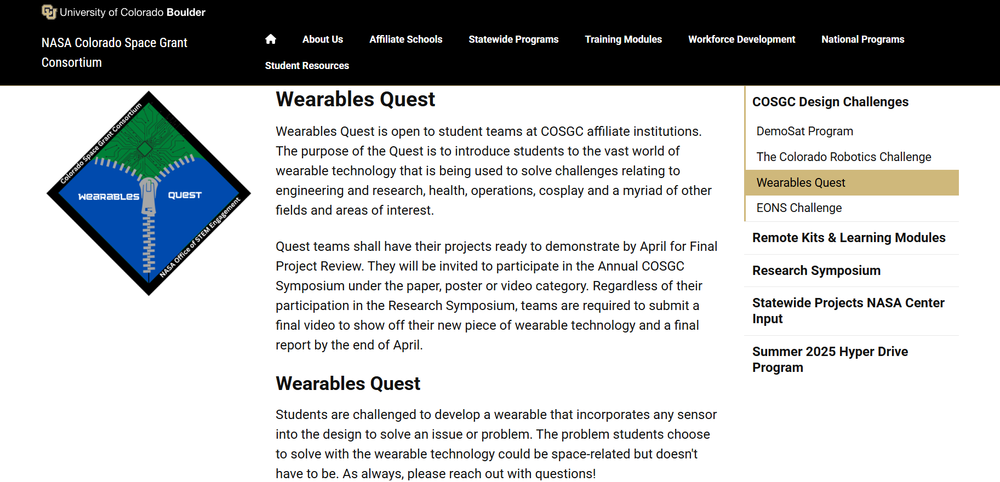 University of Colorado Boulder
NASA Colorado Space Grant
Consortium
About Us
Affiliate Schools
Statewide Programs
Training Modules
Workforce Development
National Programs
Student Resources
Colorado Space Grant Consortium
WEARABLES QUEST
NASA Office of STEM Engagement
Wearables Quest
Wearables Quest is open to student teams at COSGC affiliate institutions.
The purpose of the Quest is to introduce students to the vast world of
wearable technology that is being used to solve challenges relating to
engineering and research, health, operations, cosplay and a myriad of other
fields and areas of interest.
Quest teams shall have their projects ready to demonstrate by April for Final
Project Review. They will be invited to participate in the Annual COSGC
Symposium under the paper, poster or video category. Regardless of their
participation in the Research Symposium, teams are required to submit a
final video to show off their new piece of wearable technology and a final
report by the end of April.
Wearables Quest
Students are challenged to develop a wearable that incorporates any sensor
into the design to solve an issue or problem. The problem students choose
to solve with the wearable technology could be space-related but doesn't
have to be. As always, please reach out with questions!
COSGC Design Challenges
DemoSat Program
The Colorado Robotics Challenge
Wearables Quest
EONS Challenge
Remote Kits & Learning Modules
Research Symposium
Statewide Projects NASA Center
Input
Summer 2025 Hyper Drive
Program